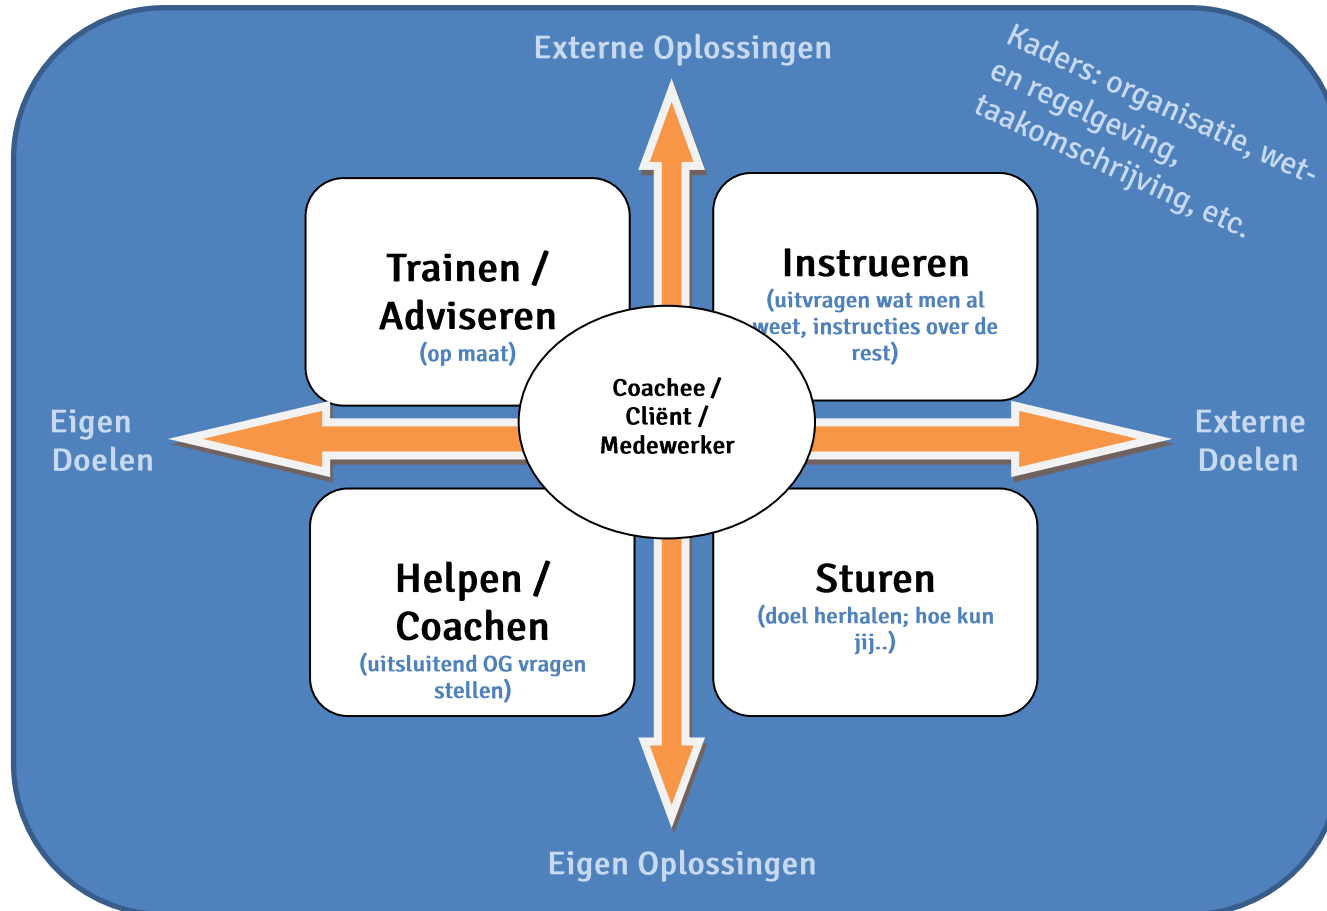 Externe Oplossingen
Kaders: organisatie, wet-
en regelgeving,
taakomschrijving, etc.
Trainen /
Adviseren
(op maat)
Instrueren
(uitvragen wat men al
weet, instructies over de
rest)
Coachee /
Cliënt /
Medewerker
Eigen
Doelen
Externe
Doelen
Helpen /
Coachen
(uitsluitend OG vragen
stellen)
Sturen
(doel herhalen; hoe kun
jij..)
Eigen Oplossingen